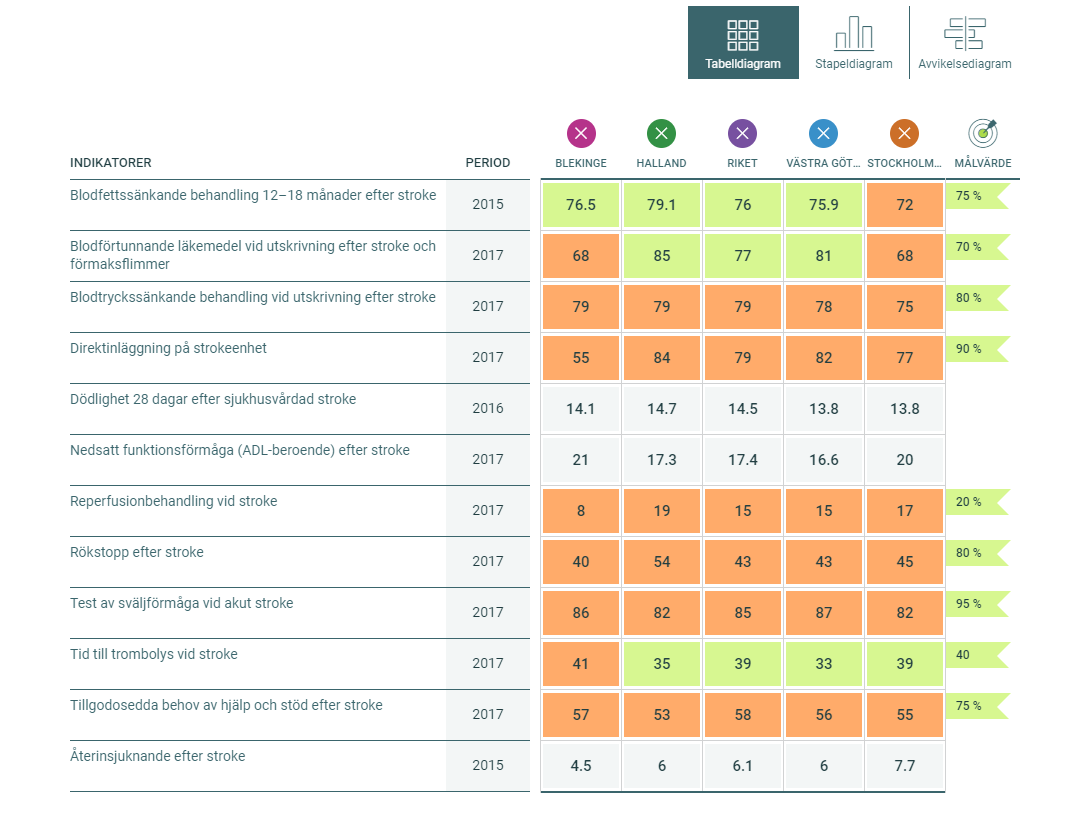 Tabelldiagram Stapeldiagram Avvikelsediagram
INDIKATORER PERIOD BLEKINGE HALLAND RIKET VÄSTRA GÖT... STOCKHOLM... MÅLVÄRDE
Blodfettssänkande behandling 12–18 månader efter stroke 2015 76.5 79.1 76 75.9 72 75 %
Blodförtunnande läkemedel vid utskrivning efter stroke och
förmaksflimmer 2017 68 85 77 81 68 70 %
Blodtryckssänkande behandling vid utskrivning efter stroke 2017 79 79 79 78 75 80 %
Direktinläggning på strokeenhet 2017 55 84 79 82 77 90 %
Dödlighet 28 dagar efter sjukhusvårdad stroke 2016 14.1 14.7 14.5 13.8 13.8
Nedsatt funktionsförmåga (ADL-beroende) efter stroke 2017 21 17.3 17.4 16.6 20
Reperfusionbehandling vid stroke 2017 8 19 15 15 17 20 %
Rökstopp efter stroke 2017 40 54 43 43 45 80 %
Test av sväljförmåga vid akut stroke 2017 86 82 85 87 82 95 %
Tid till trombolys vid stroke 2017 41 35 39 33 39 40
Tillgodosedda behov av hjälp och stöd efter stroke 2017 57 53 58 56 55 75 %
Återinsjuknande efter stroke 2015 4.5 6 6.1 6 7.7